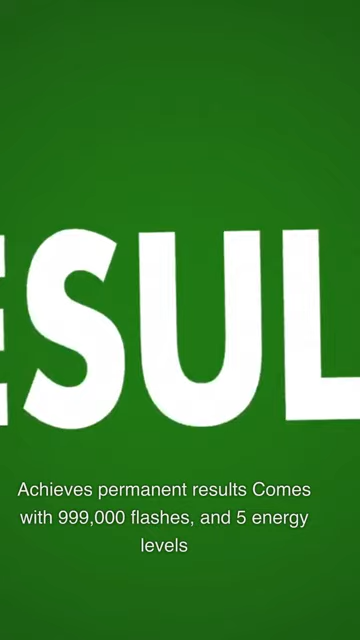 ESUL
Achieves permanent results Comes
with 999,000 flashes, and 5 energy
levels